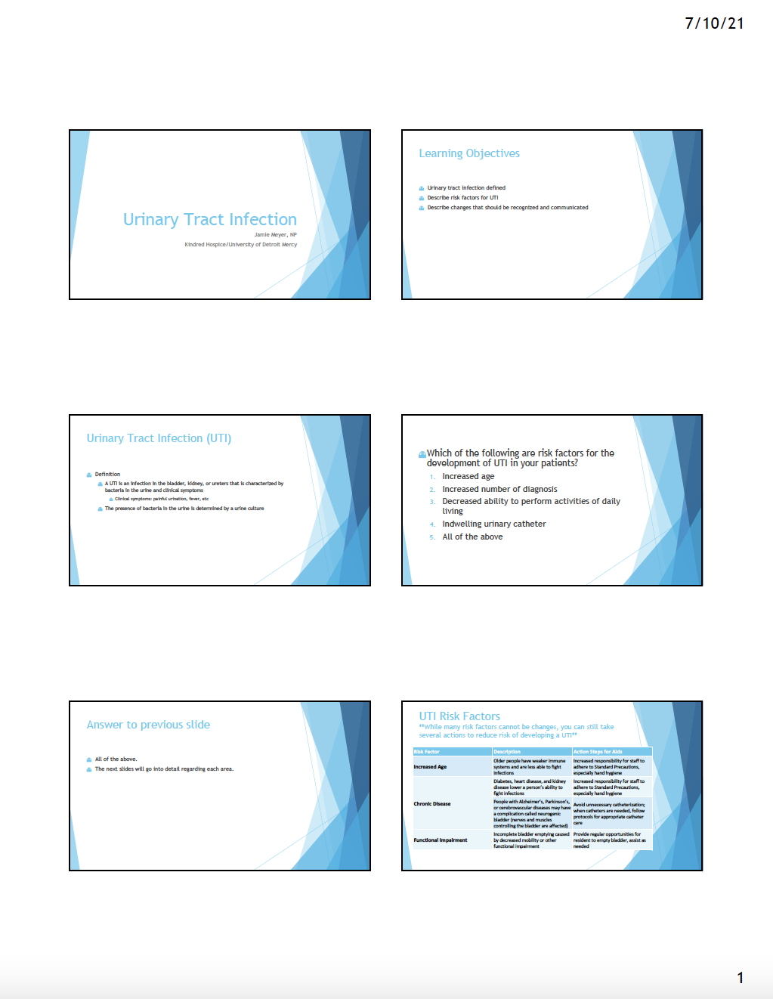 7/10/21
Urinary Tract Infection
Jamie Meyer, NP
Kindred Hospice/University of Detroit Mercy
Learning Objectives
Urinary tract infection defined
Describe risk factors for UTI
Describe changes that should be recognized and communicated
Urinary Tract Infection (UTI)
Definition
A UTI is an infection in the bladder, kidney, or ureters that is characterized by
bacteria in the urine and clinical symptoms
Clinical symptoms: painful urination, fever, etc
The presence of bacteria in the urine is determined by a urine culture
Which of the following are risk factors for the
development of UTI in your patients?
1. Increased age
2. Increased number of diagnosis
3. Decreased ability to perform activities of daily
living
4. Indwelling urinary catheter
5. All of the above
Answer to previous slide
All of the above.
The next slides will go into detail regarding each area.
UTI Risk Factors
**While many risk factors cannot be changes, you can still take
several actions to reduce risk of developing a UTI**
Risk Factor
Description
Action Steps for Aids
Increased Age
Older people have weaker immune
systems and are less able to fight
infections
Increased responsibility for staff to
adhere to Standard Precautions,
especially hand hygiene
Chronic Disease
Diabetes, heart disease, and kidney
disease lower a person's ability to
fight infections
Increased responsibility for staff to
adhere to Standard Precautions,
especially hand hygiene
People with Alzheimer's, Parkinson's,
or cerebrovascular diseases may have
a complication called neurogenic
bladder (nerves and muscles
controlling the bladder are affected)
Avoid unnecessary catheterization;
when catheters are needed, follow
protocols for appropriate catheter
care
Functional Impairment
Incomplete bladder emptying caused
by decreased mobility or other
functional impairment
Provide regular opportunities for
resident to empty bladder, assist as
needed
1